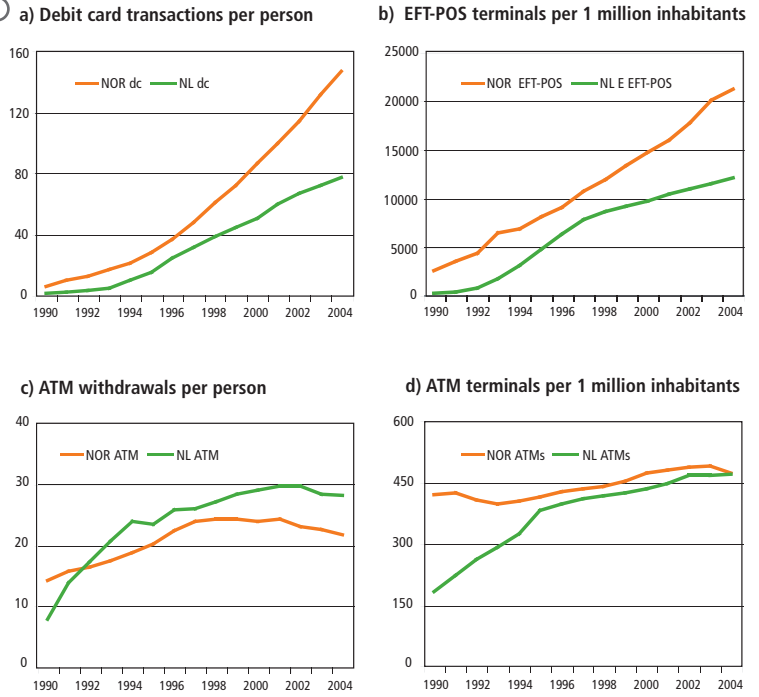 a) Debit card transactions per person
160
120
80
40
0
NOR dc NL dc
1990 1992 1994 1996 1998 2000 2002 2004
b) EFT-POS terminals per 1 million inhabitants
25000
20000
15000
10000
5000
0
NOR EFT-POS NL E EFT-POS
1990 1992 1994 1996 1998 2000 2002 2004
c) ATM withdrawals per person
40
30
20
10
0
NOR ATM NL ATM
1990 1992 1994 1996 1998 2000 2002 2004
d) ATM terminals per 1 million inhabitants
600
450
300
150
0
NOR ATMs NL ATMs
1990 1992 1994 1996 1998 2000 2002 2004